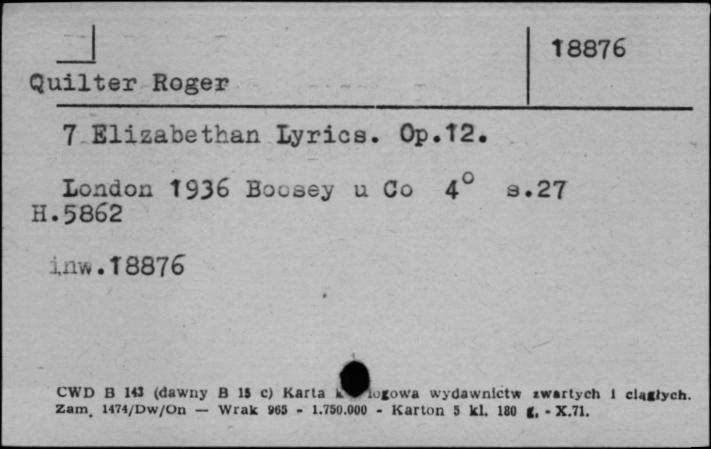 18876
Quilter Roger
7 Elizabethan Lyrics. Op.12.
London 1936 Boosey u Co 4° s.27
H.5862
inw.18876
CWD B 143 (dawny B 15 c) Karta wydawnictw zwartych i ciągłych.
Zam. 1474/Dw/On — Wrak 965 - 1.750.000 - Karton 5 kl. 180 g. - X.71.